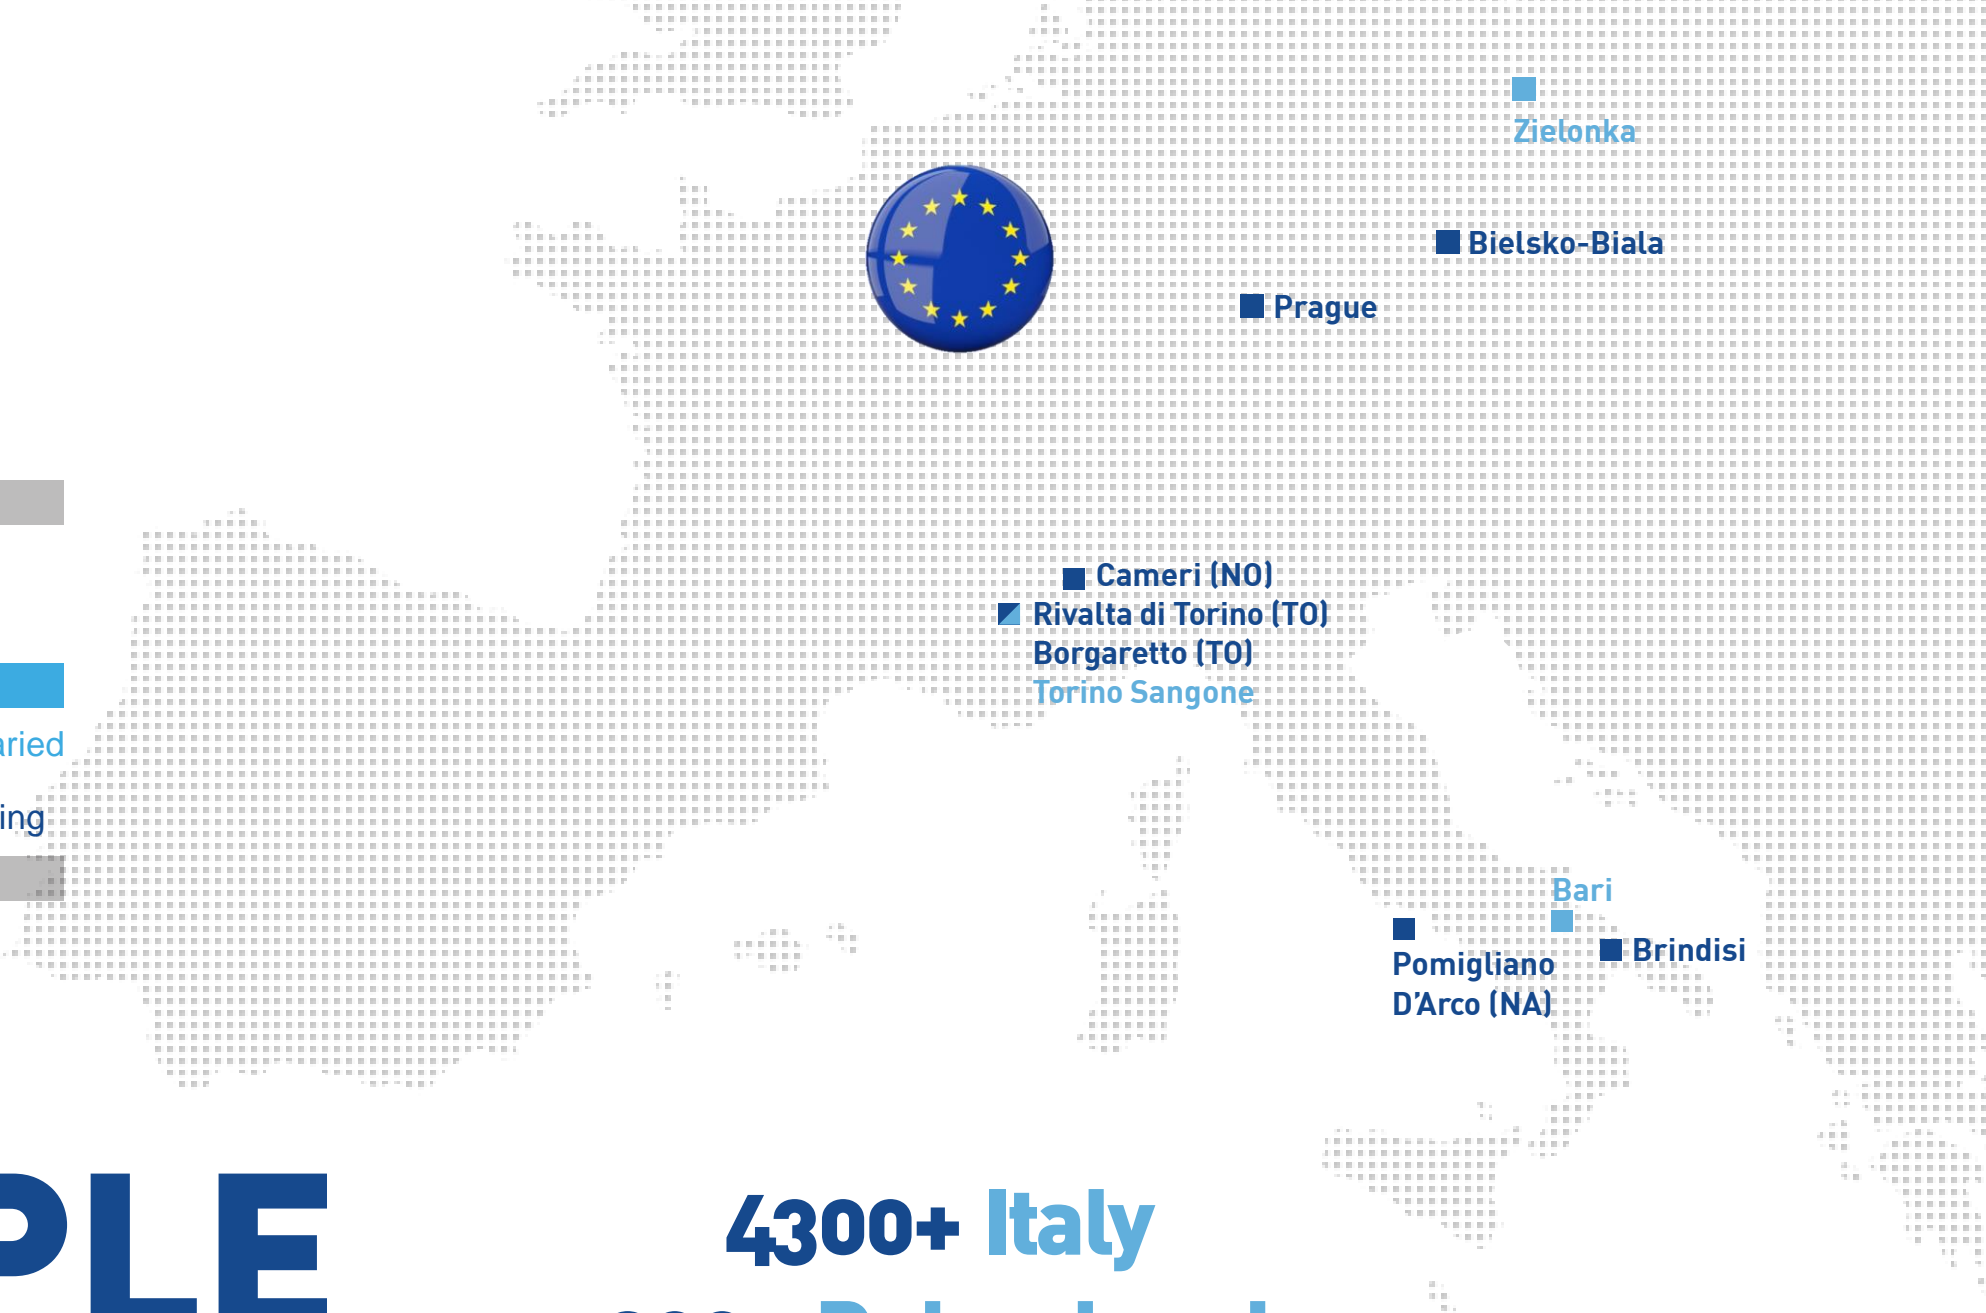 Zielonka
Bielsko-Biala
Prague
Cameri (NO)
Rivalta di Torino (TO)
Borgaretto (TO)
Torino Sangone
aried
ing
Bari
Brindisi
Pomigliano
D’Arco (NA)
PLE
4300+ Italy